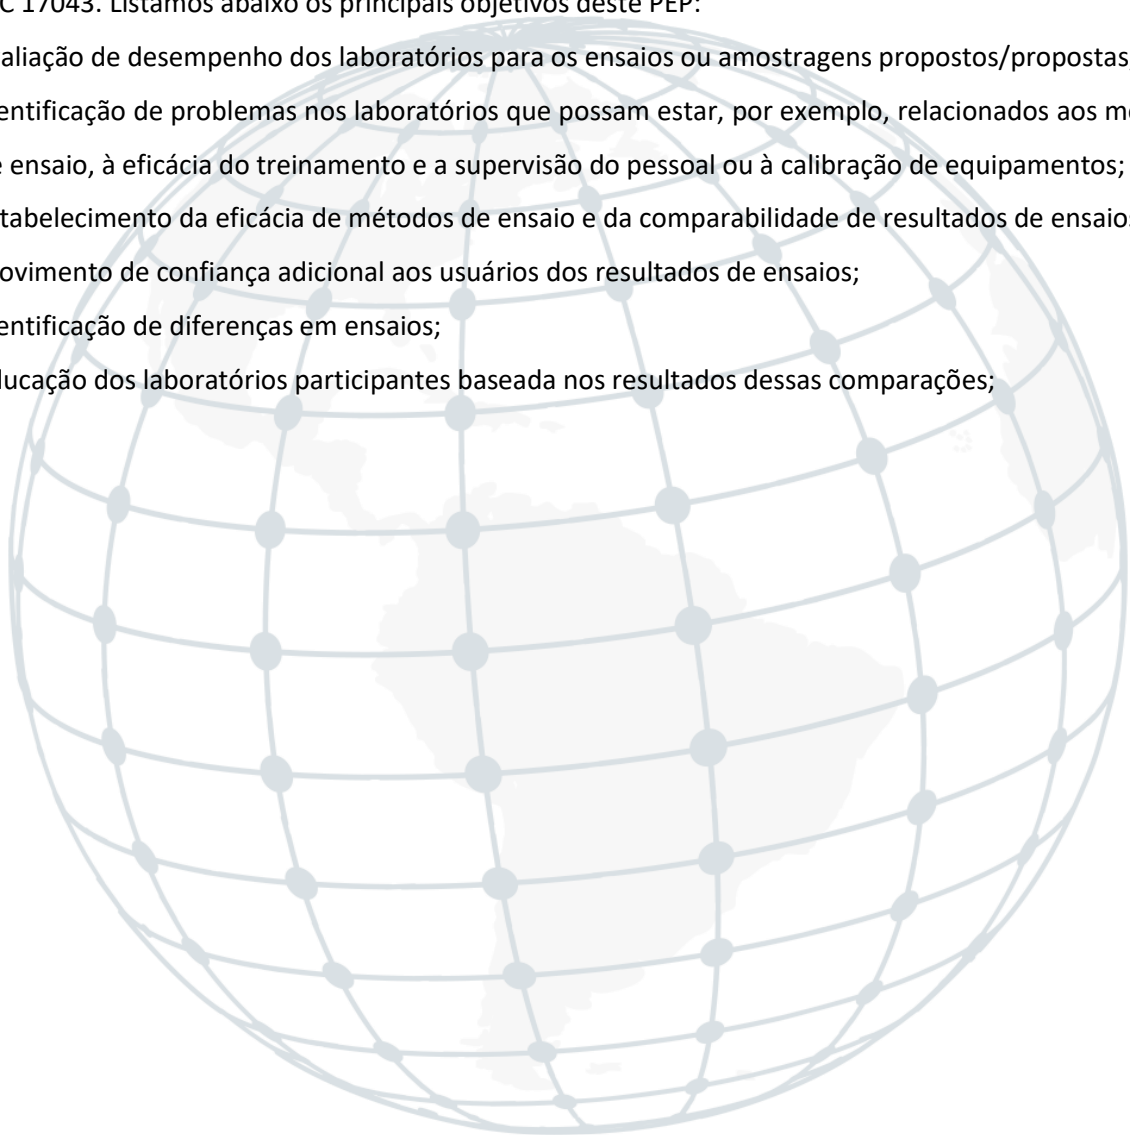 C 17043. Listamos abaixo os principais objetivos deste PEP:
aliação de desempenho dos laboratórios para os ensaios ou amostragens propostos/propostas
entificação de problemas nos laboratórios que possam estar, por exemplo, relacionados aos
e ensaio, à eficácia do treinamento e a supervisão do pessoal ou à calibração de equipamentos;
tabelecimento da eficácia de métodos de ensaio e da comparabilidade de resultados de ensaios
ovimento de confiança adicional aos usuários dos resultados de ensaios;
entificação de diferenças em ensaios;
ducação dos laboratórios participantes baseada nos resultados dessas comparações;